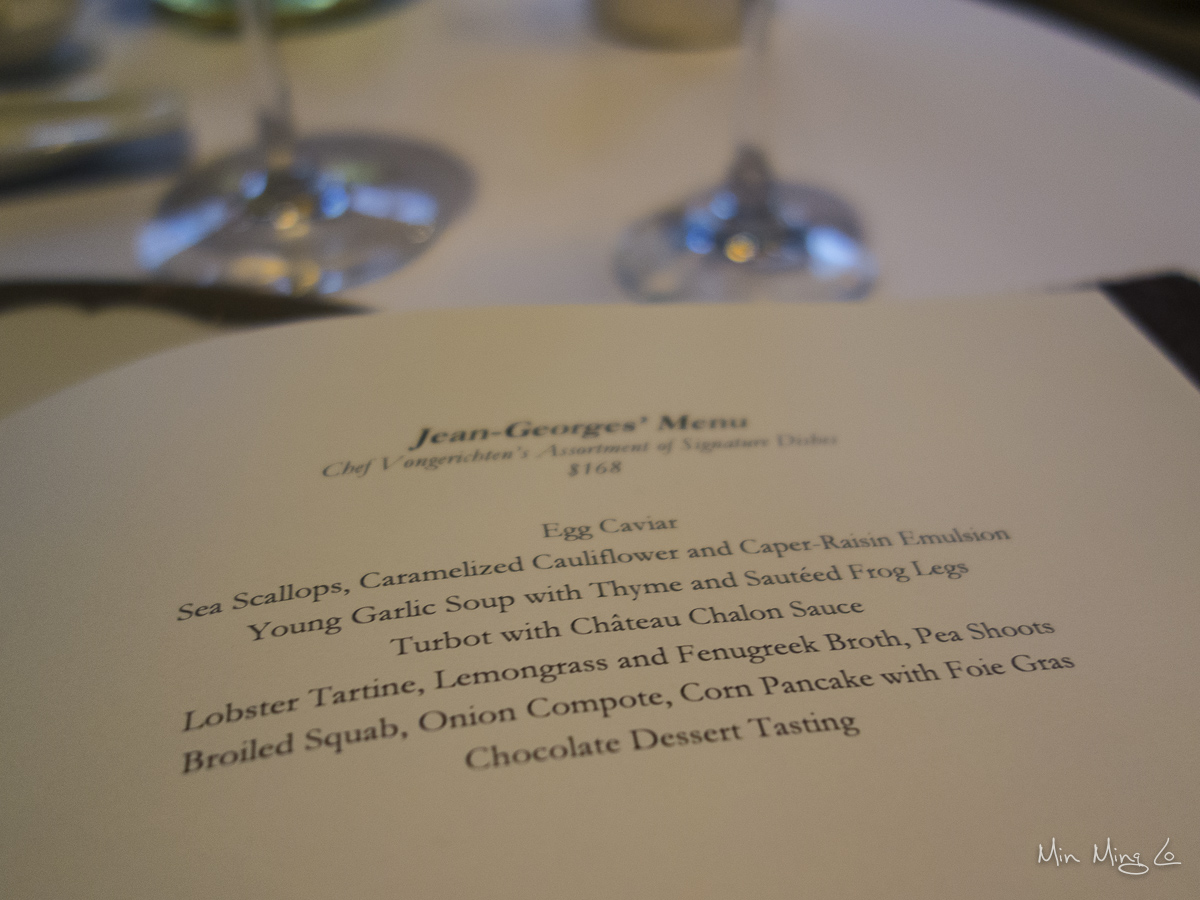 Jean-Georges' Menu
Chef Vongerichten's Assortment of Signature Dishes
$168
Egg Caviar
Sea Scallops, Caramelized Cauliflower and Caper-Raisin Emulsion
Young Garlic Soup with Thyme and Sautéed Frog Legs
Turbot with Château Chalon Sauce
Lobster Tartine, Lemongrass and Fenugreek Broth, Pea Shoots
Broiled Squab, Onion Compote, Corn Pancake with Foie Gras
Chocolate Dessert Tasting
Min Ming Lo